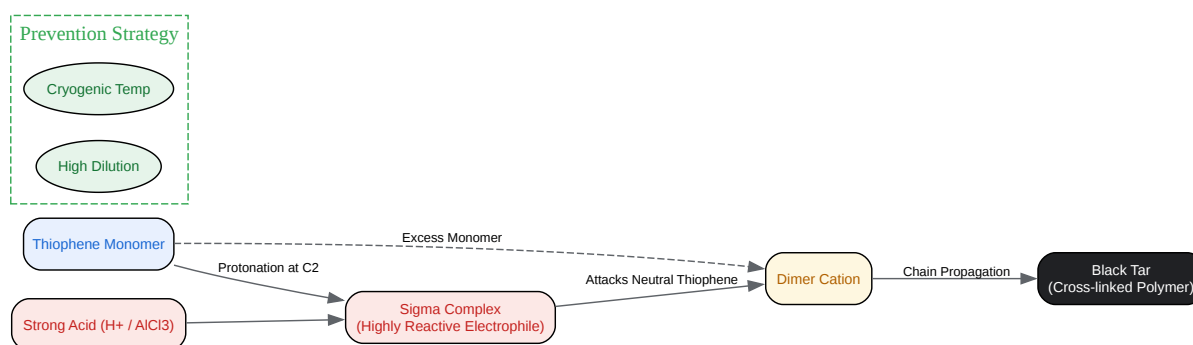 Prevention Strategy
Cryogenic Temp
High Dilution
Thiophene Monomer
Excess Monomer
Protonation at C2
Strong Acid (H+ / AlCl3)
Sigma Complex
(Highly Reactive Electrophile)
Attacks Neutral Thiophene
Dimer Cation
Chain Propagation
Black Tar
(Cross-linked Polymer)